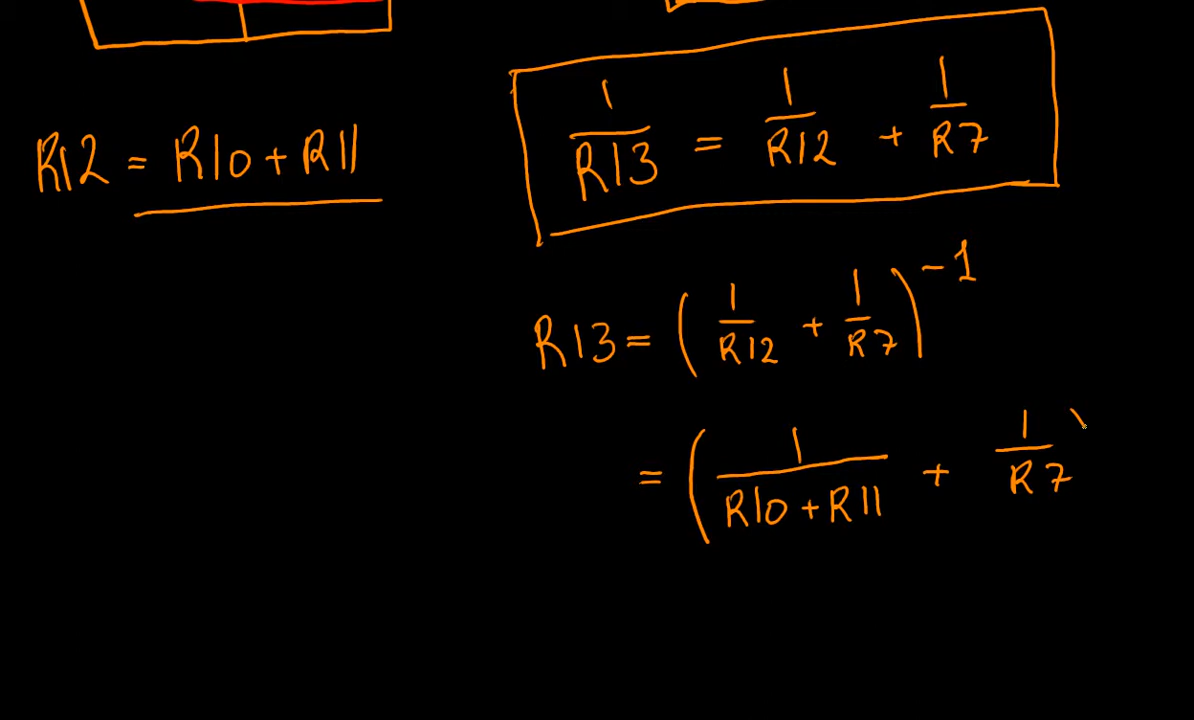 R12 = R10 + R11
1/R13 = 1/R12 + 1/R7
R13 = (1/R12 + 1/R7)^-1
= (1/(R10 + R11) + 1/R7)